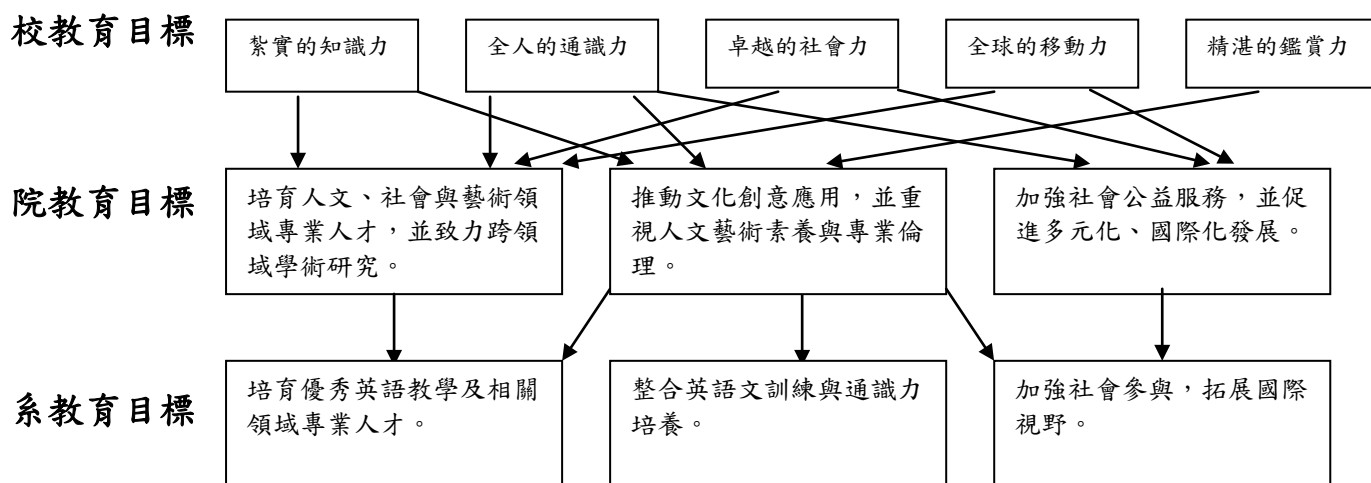 校教育目標
紮實的知識力
全人的通識力
卓越的社會力
全球的移動力
精湛的鑑賞力
院教育目標
培育人文、社會與藝術領
域專業人才，並致力跨領
域學術研究。
推動文化創意應用，並重
視人文藝術素養與專業倫
理。
加強社會公益服務，並促
進多元化、國際化發展。
系教育目標
培育優秀英語教學及相關
領域專業人才。
整合英語文訓練與通識力
培養。
加強社會參與，拓展國際
視野。